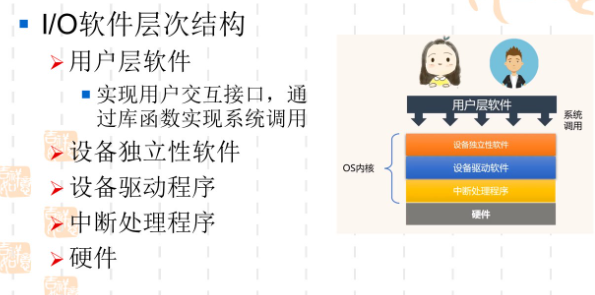 I/O软件层次结构
用户层软件
实现用户交互接口，通
过库函数实现系统调用
设备独立性软件
设备驱动程序
中断处理程序
硬件
用户层软件
系统
调用
OS内核
设备独立性软件
设备驱动软件
中断处理程序
硬件